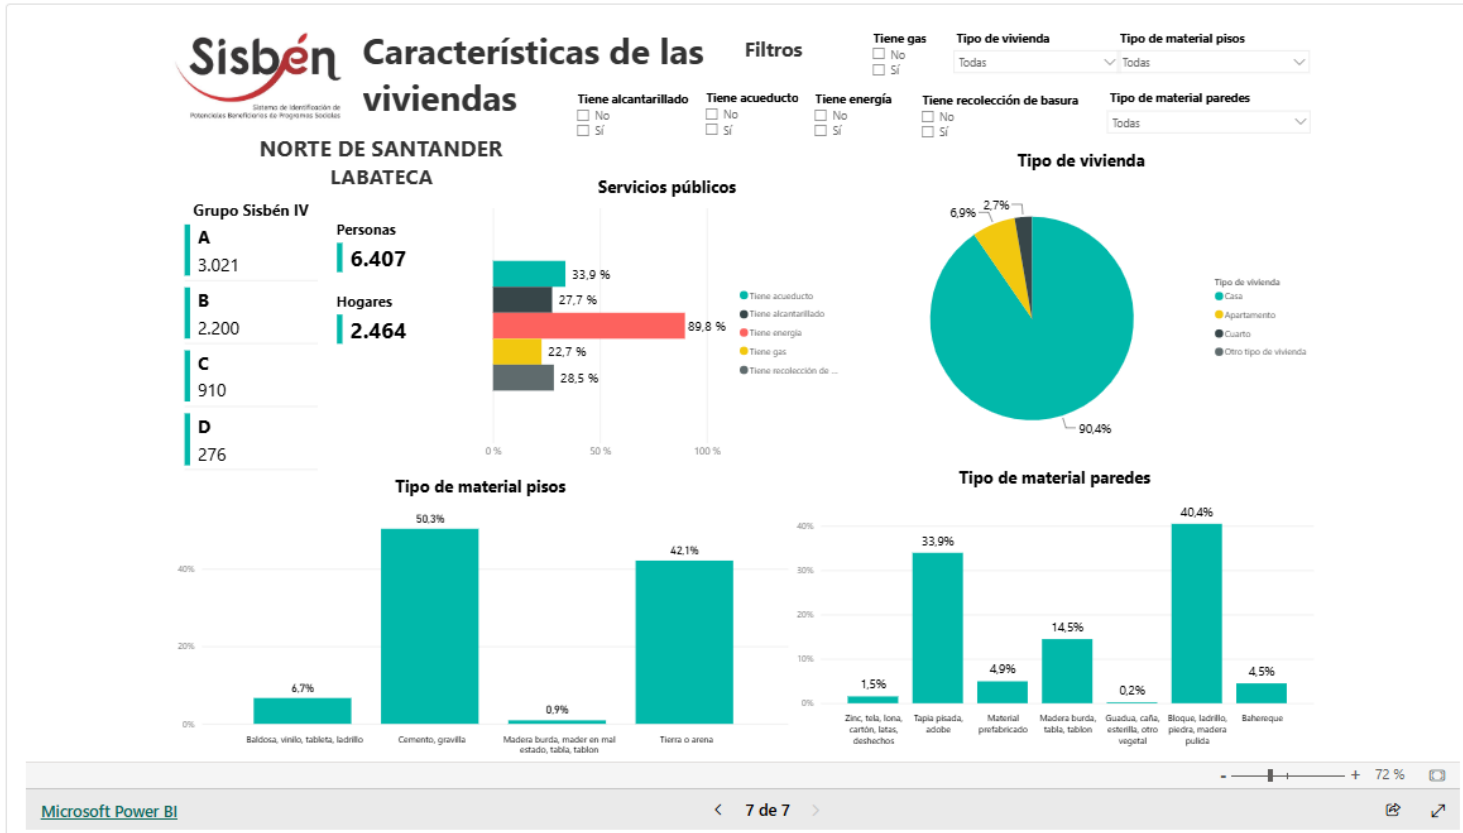 Sisbén
Sistema de Identificación de
Potenciales Beneficiarios de Programas Sociales
Características de las
viviendas
Filtros
Tiene gas
No
Sí
Tipo de vivienda
Todas
Tipo de material pisos
Todas
Tiene alcantarillado
No
Sí
Tiene acueducto
No
Sí
Tiene energía
No
Sí
Tiene recolección de basura
No
Sí
Tipo de material paredes
Todas
NORTE DE SANTANDER
LABATECA
Grupo Sisbén IV
A
3.021
B
2.200
C
910
D
276
Personas
6.407
Hogares
2.464
Servicios públicos
33,9 %
27,7 %
89,8 %
22,7 %
28,5 %
0 %
50 %
100 %
Tiene acueducto
Tiene alcantarillado
Tiene energía
Tiene gas
Tiene recolección de ...
Tipo de vivienda
6,9%
2,7%
90,4%
Tipo de vivienda
Casa
Apartamento
Cuarto
Otro tipo de vivienda
Tipo de material pisos
40%
20%
0%
6,7%
50,3%
0,9%
42,1%
Baldosa, vinilo, tableta, ladrillo
Cemento, gravilla
Madera burda, mader en mal
estado, tabla, tablon
Tierra o arena
Tipo de material paredes
40%
30%
20%
10%
0%
1,5%
33,9%
4,9%
14,5%
0,2%
40,4%
4,5%
Zinc, tela, lona,
cartón, latas,
deshechos
Tapia pisada,
adobe
Material
prefabricado
Madera burda,
tabla, tablon
Guadua, caña,
esterilla, otro
vegetal
Bloque, ladrillo,
piedra, madera
pulida
Bahereque
- + 72 %
Microsoft Power BI
7 de 7